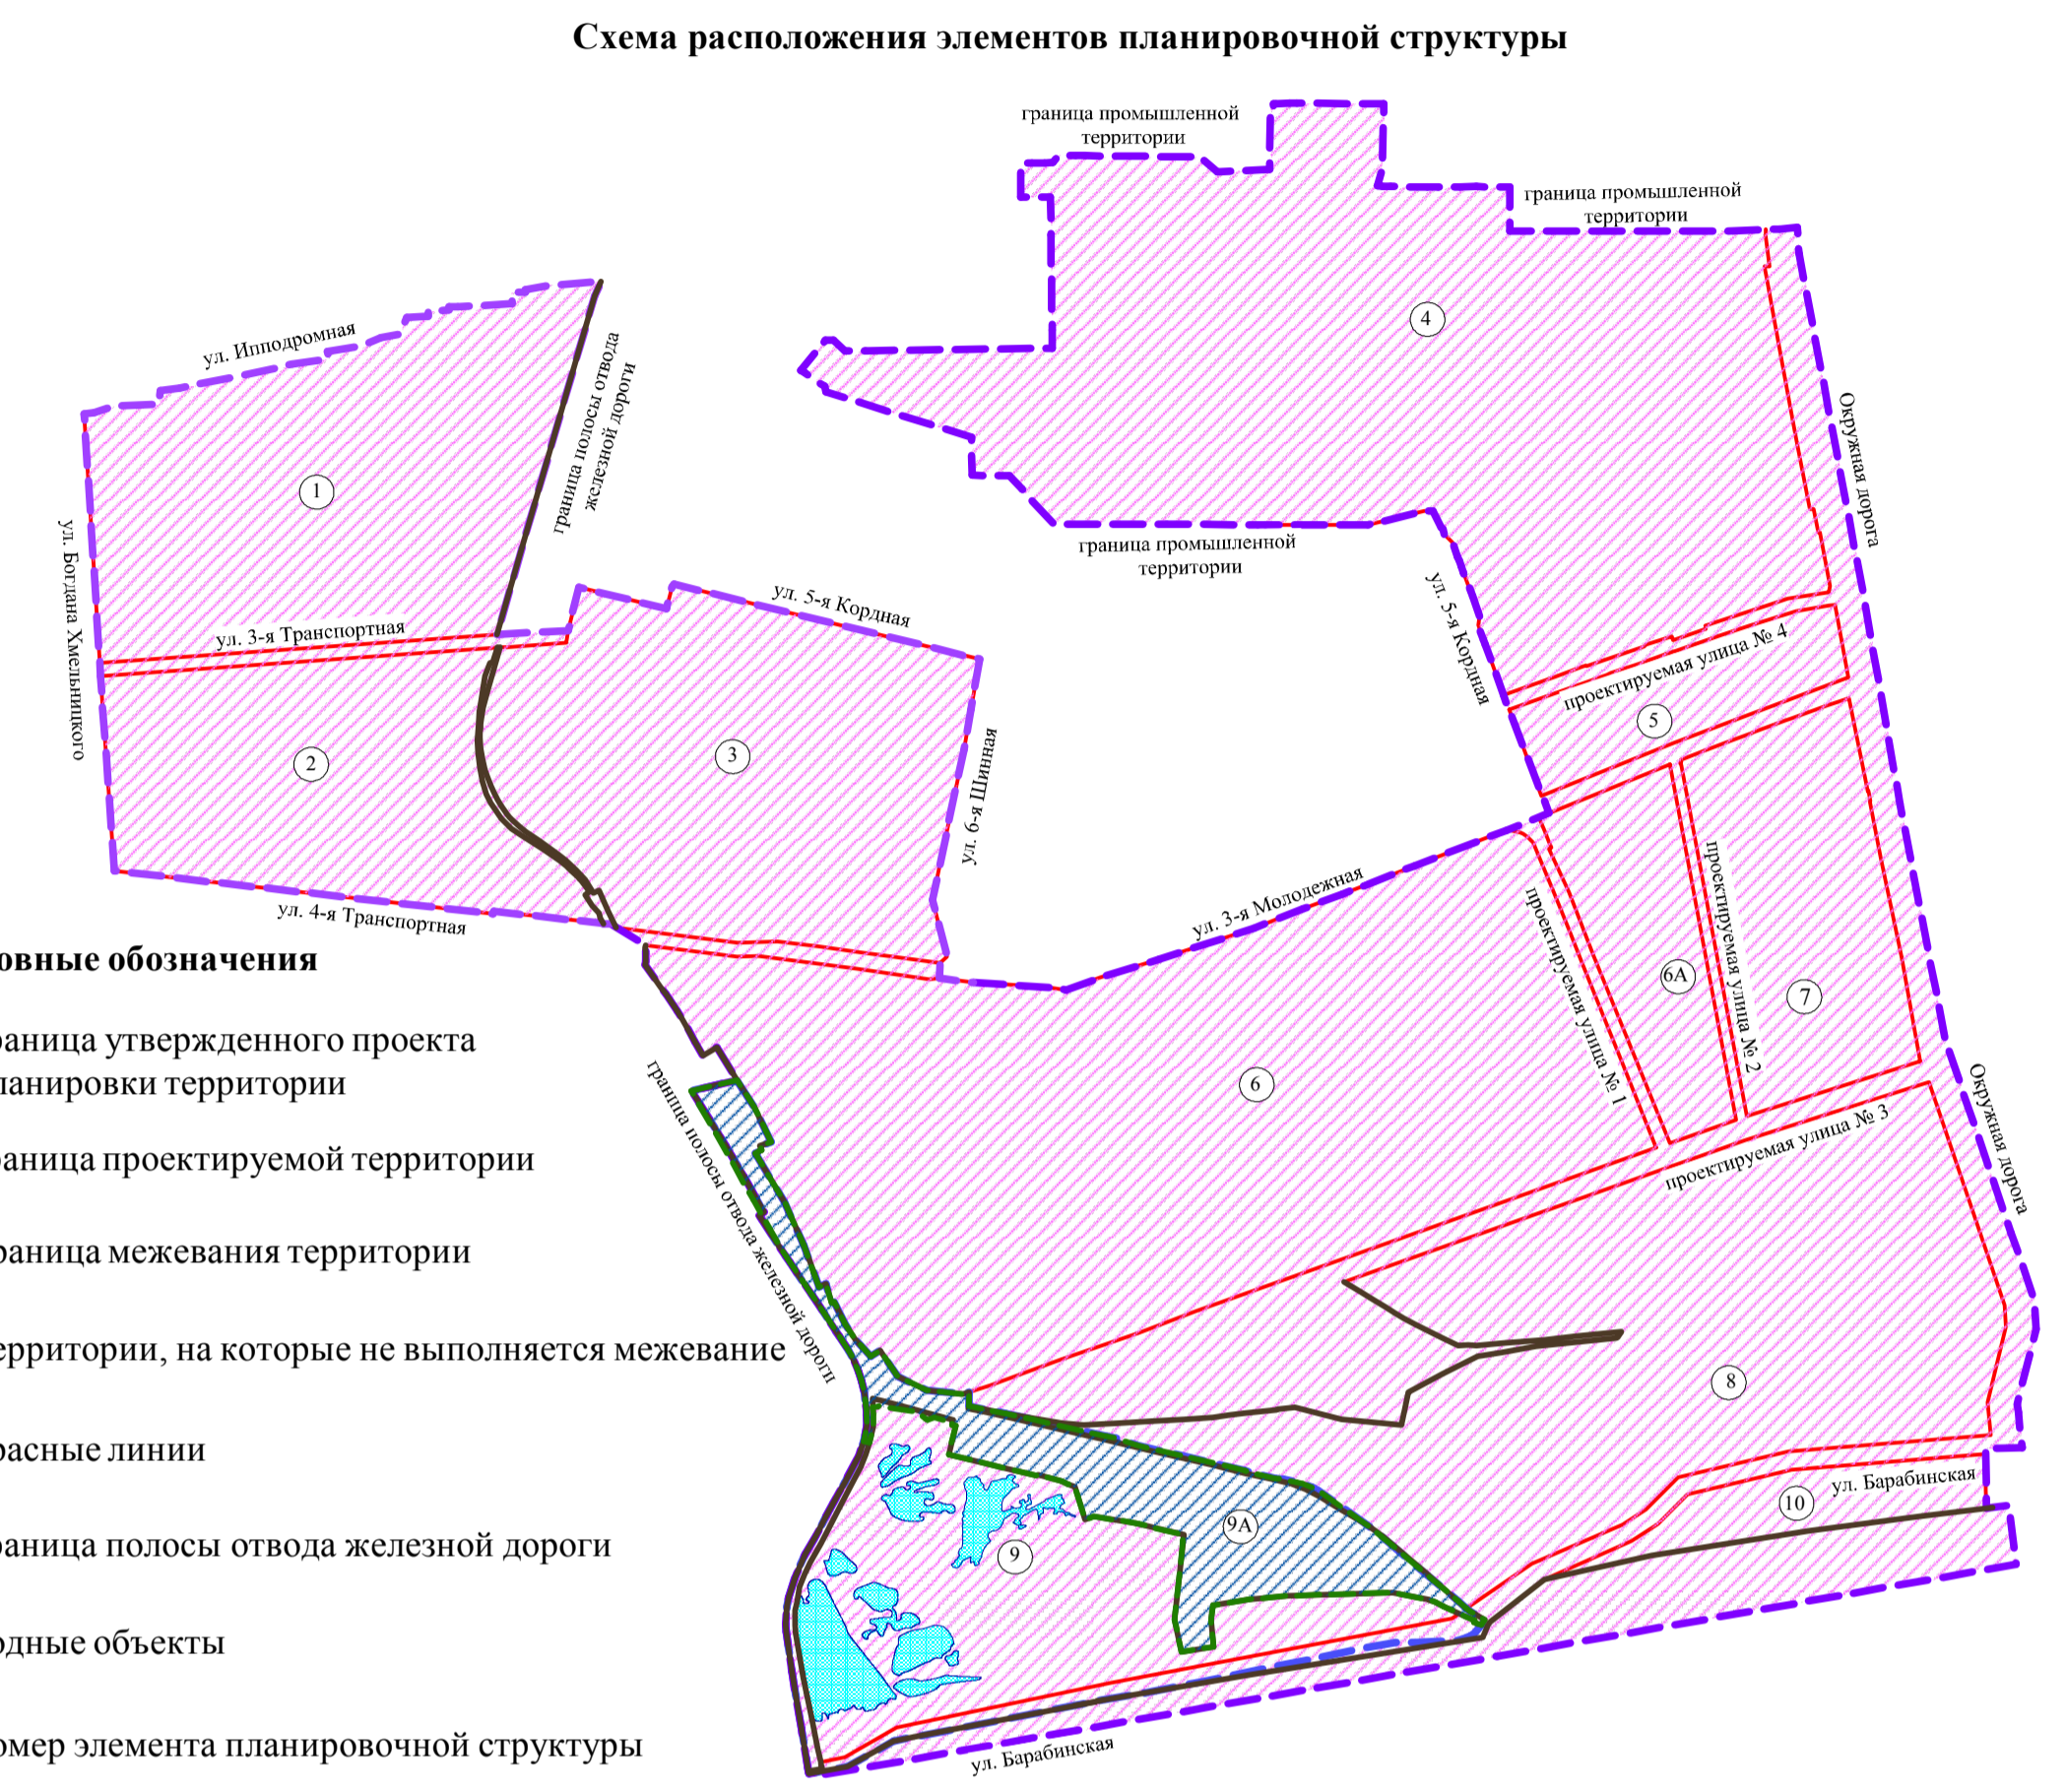 Схема расположения элементов планировочной структуры
граница промышленной
территории
граница промышленной
территории
ул. Ипподромная
граница полосы отвода
железной дороги
4
Окружная дорога
1
ул. Богдана Хмельницкого
граница промышленной
территории
ул. 5-я Кордная
ул. 5-я Кордная
ул. 3-я Транспортная
проектируемая улица № 4
5
2
3
ул. 6-я Шинная
ул. 3-я Молодежная
проектируемая улица № 1
проектируемая улица № 2
6А
7
ул. 4-я Транспортная
овные обозначения
раница утвержденного проекта
ланировки территории
граница полосы отвода железной дороги
6
Окружная дорога
проектируемая улица № 3
раница проектируемой территории
раница межевания территории
ерритории, на которые не выполняется межевание
8
расные линии
ул. Барабинская
10
9А
9
раница полосы отвода железной дороги
одные объекты
омер элемента планировочной структуры
ул. Барабинская